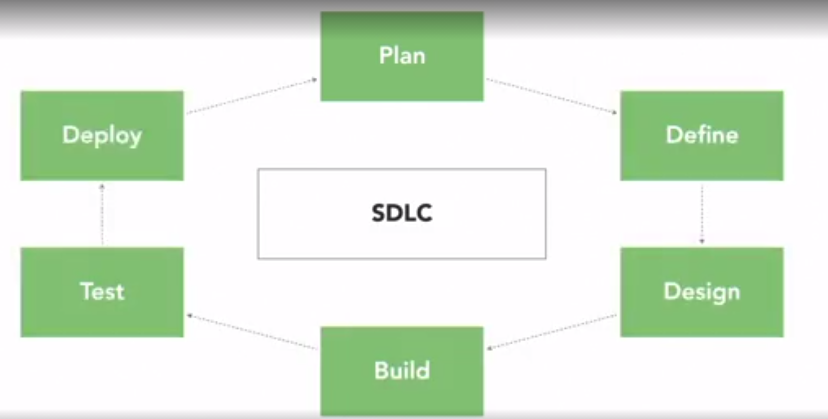 Plan
Deploy
Define
SDLC
Test
Design
Build